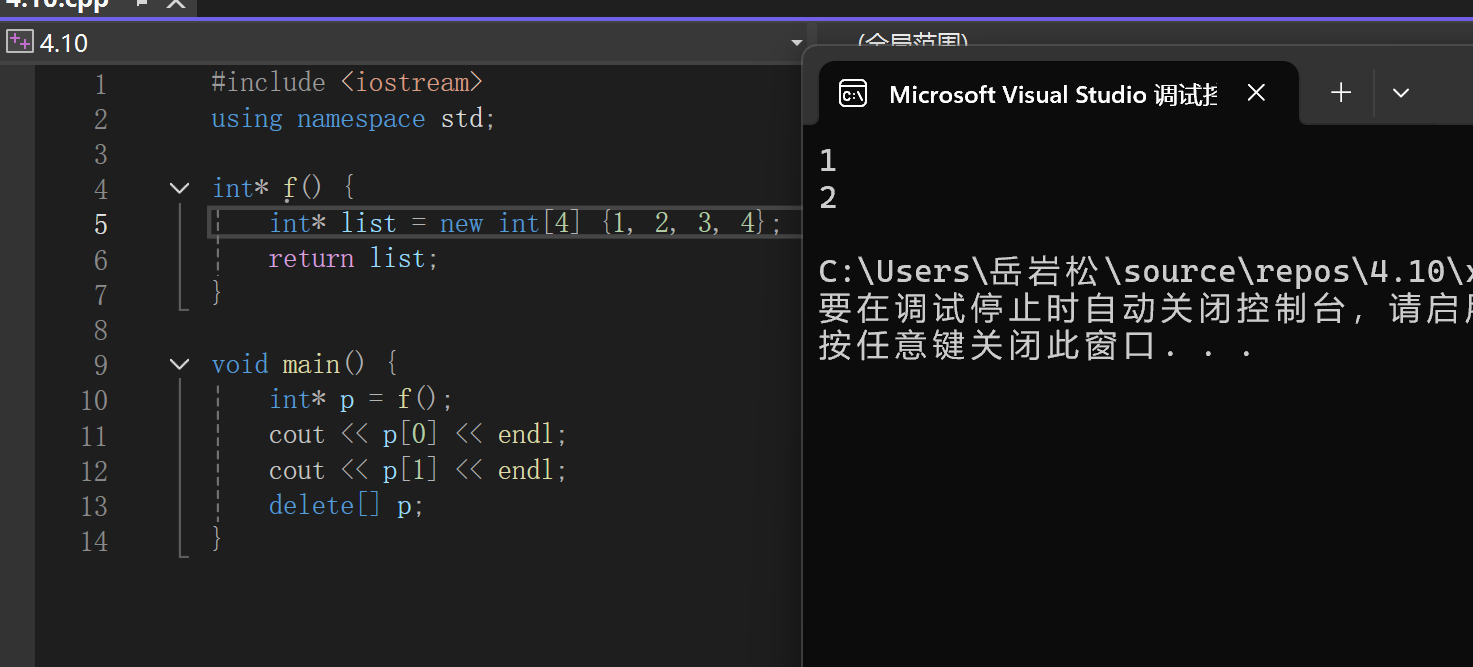 4.10.cpp
4.10
(全局范围)
1 #include <iostream>
2 using namespace std;
3
4 int* f() {
5 int* list = new int[4] {1, 2, 3, 4};
6 return list;
7 }
8
9 void main() {
10 int* p = f();
11 cout << p[0] << endl;
12 cout << p[1] << endl;
13 delete[] p;
14 }
Microsoft Visual Studio 调试控
1
2
C:\Users\岳岩松\source\repos\4.10\x
要在调试停止时自动关闭控制台，请启用
按任意键关闭此窗口. . .